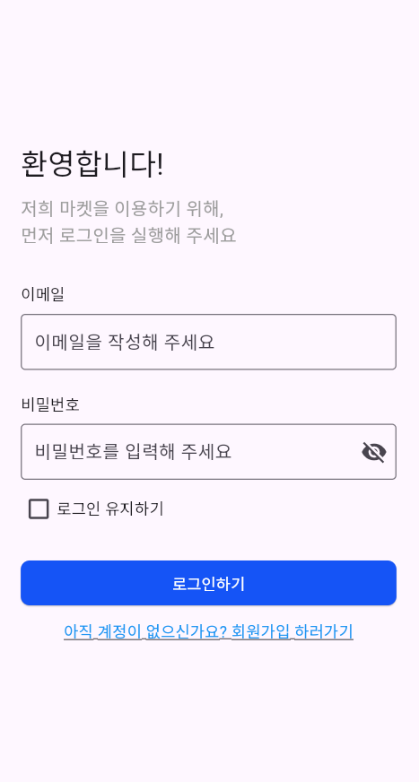 환영합니다!
저희 마켓을 이용하기 위해,
먼저 로그인을 실행해 주세요
이메일
이메일을 작성해 주세요
비밀번호
비밀번호를 입력해 주세요
로그인 유지하기
로그인하기
아직 계정이 없으신가요? 회원가입 하러가기